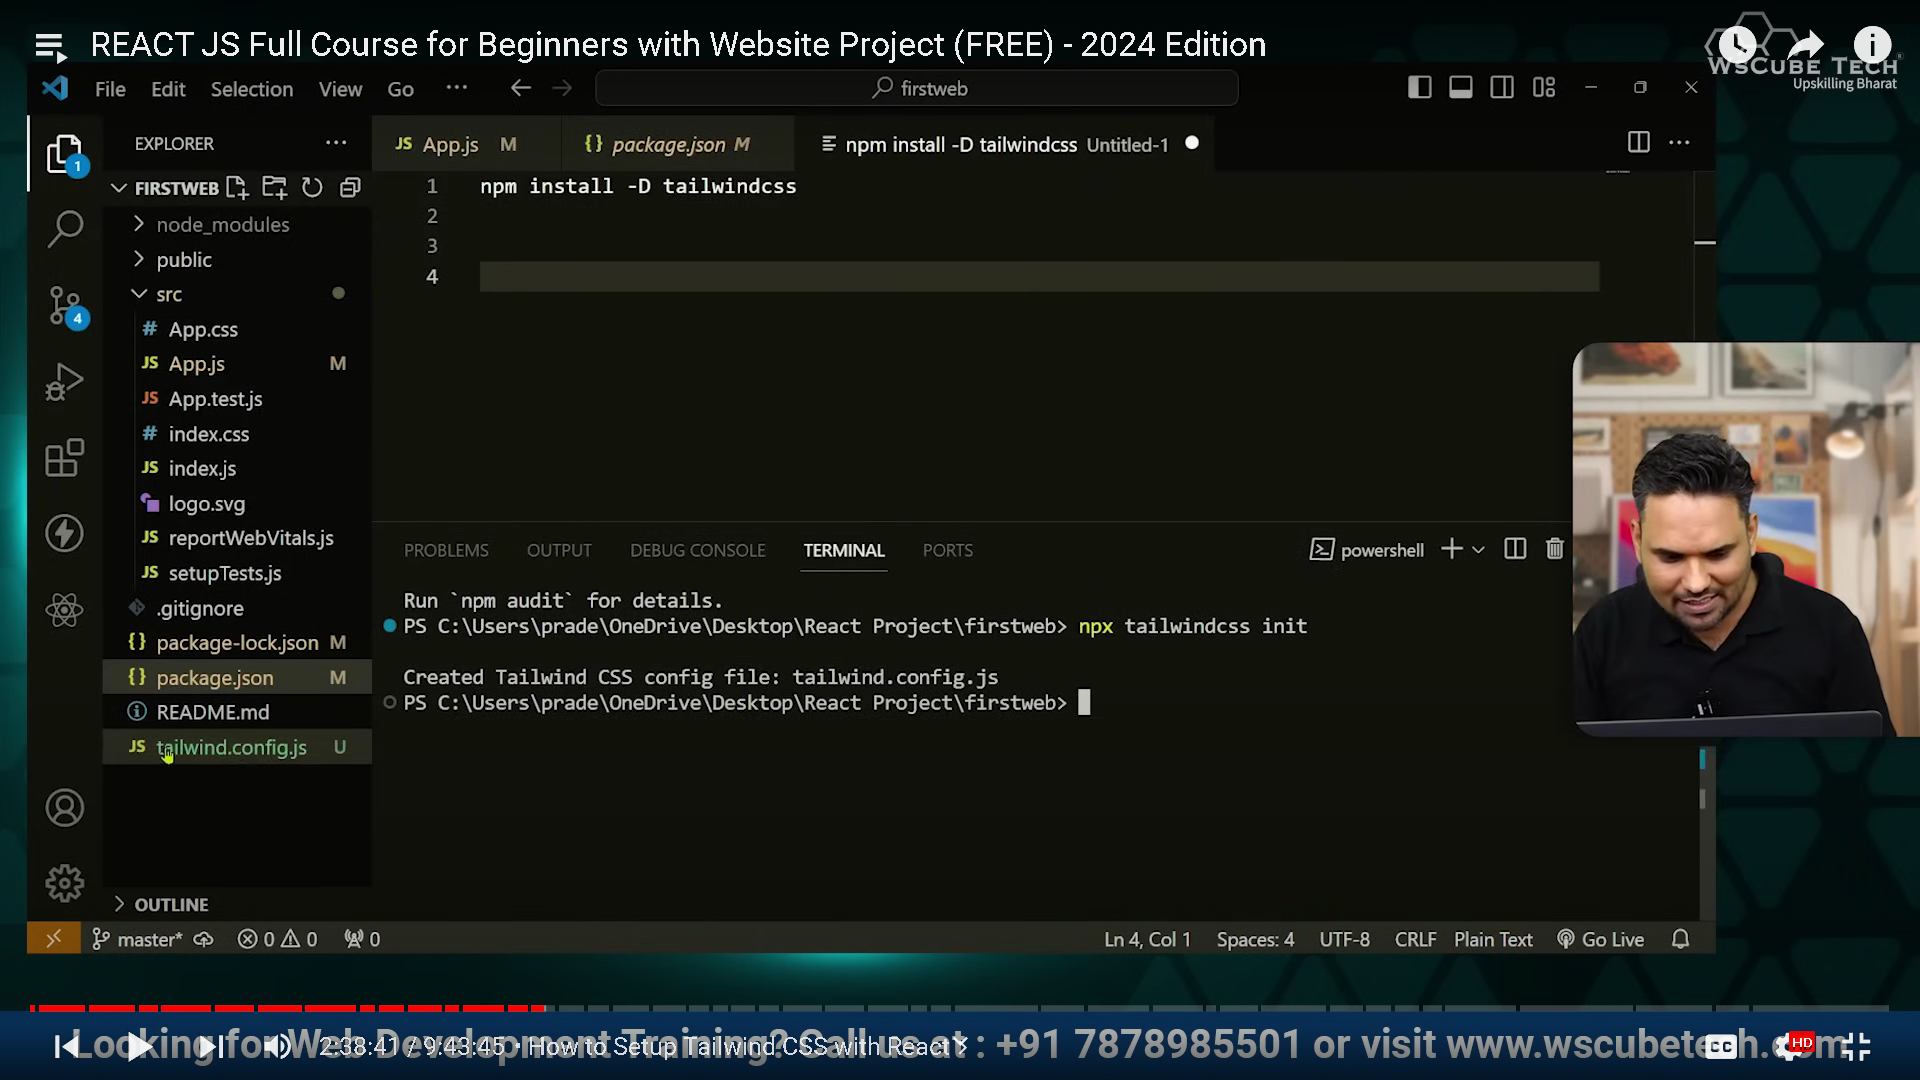 REACT JS Full Course for Beginners with Website Project (FREE) - 2024 Edition
WsCUBE TECH
Upskilling Bharat
File Edit Selection View Go ··· firstweb
EXPLORER ···
App.js M
package.json M
npm install -D tailwindcss Untitled-1
FIRSTWEB
1 npm install -D tailwindcss
2
3
4
node_modules
public
src
App.css
JS App.js M
JS App.test.js
index.css
JS index.js
logo.svg
JS reportWebVitals.js
JS setupTests.js
.gitignore
{} package-lock.json M
{} package.json M
README.md
JS tailwind.config.js U
OUTLINE
1
4
PROBLEMS OUTPUT DEBUG CONSOLE TERMINAL PORTS
powershell
Run `npm audit` for details.
PS C:\Users\prade\OneDrive\Desktop\React Project\firstweb> npx tailwindcss init
Created Tailwind CSS config file: tailwind.config.js
PS C:\Users\prade\OneDrive\Desktop\React Project\firstweb>
master* 0 0 0
Ln 4, Col 1 Spaces: 4 UTF-8 CRLF Plain Text Go Live
Looking for Web Development Training? Call us at : +91 7878985501 or visit www.wscubetech.com
2:38:41 / 9:43:45 • How to Setup Tailwind CSS with React
CC
HD